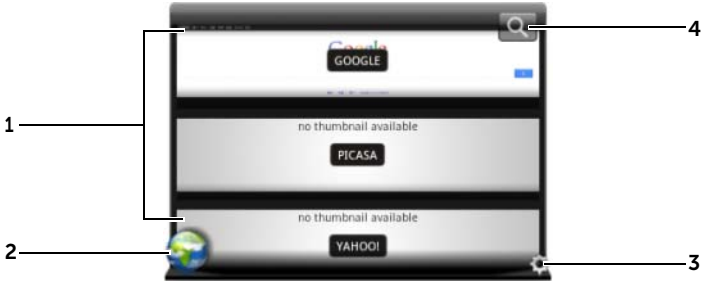 4
Google
GOOGLE
1
no thumbnail available
PICASA
no thumbnail available
2
YAHOO!
3